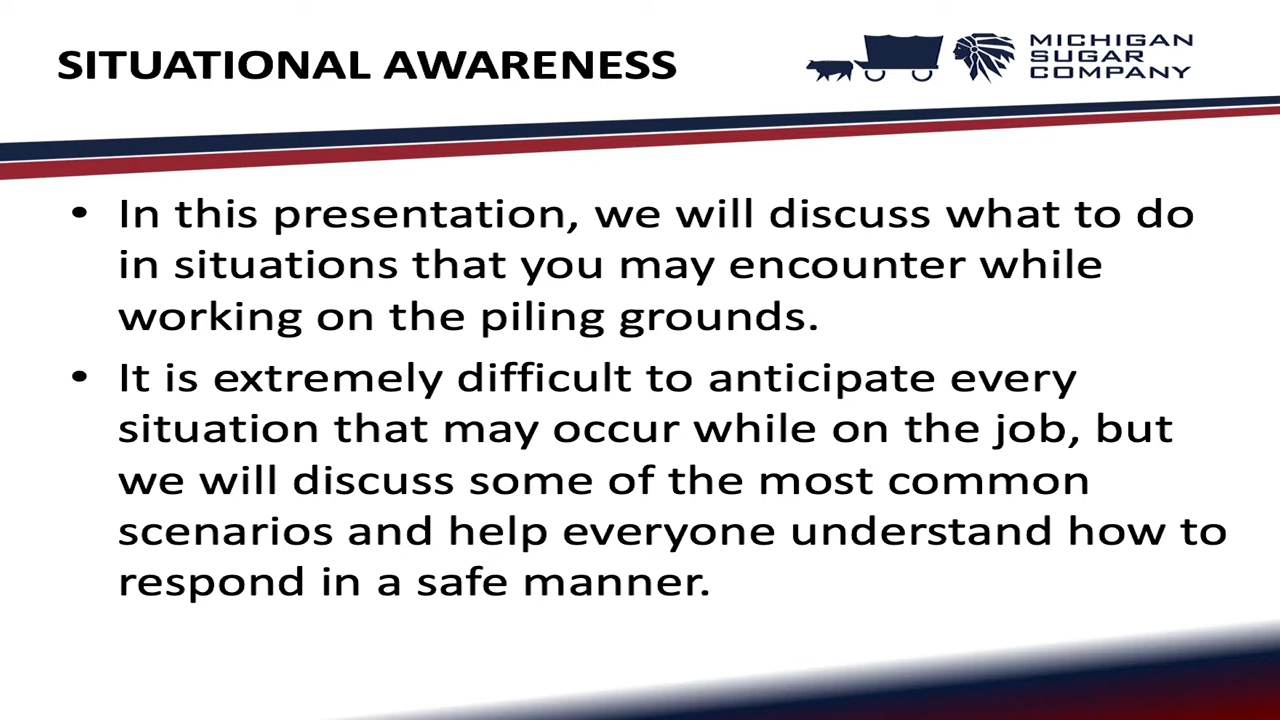 SITUATIONAL AWARENESS
MICHIGAN
SUGAR
COMPANY
• In this presentation, we will discuss what to do
in situations that you may encounter while
working on the piling grounds.
• It is extremely difficult to anticipate every
situation that may occur while on the job, but
we will discuss some of the most common
scenarios and help everyone understand how to
respond in a safe manner.